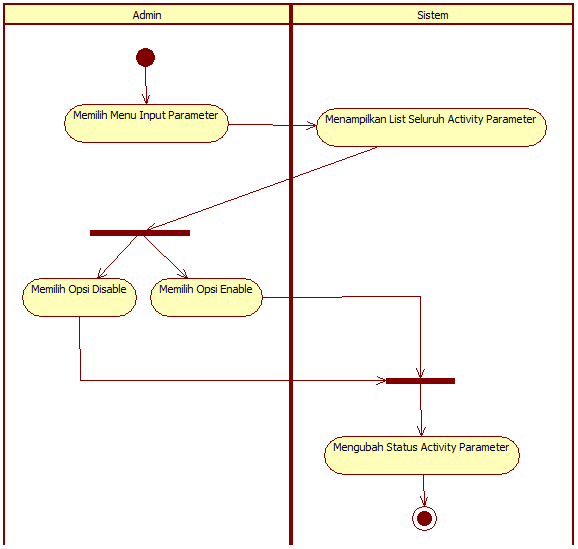 Admin
Sistem
Memilih Menu Input Parameter
Menampilkan List Seluruh Activity Parameter
Memilih Opsi Disable
Memilih Opsi Enable
Mengubah Status Activity Parameter